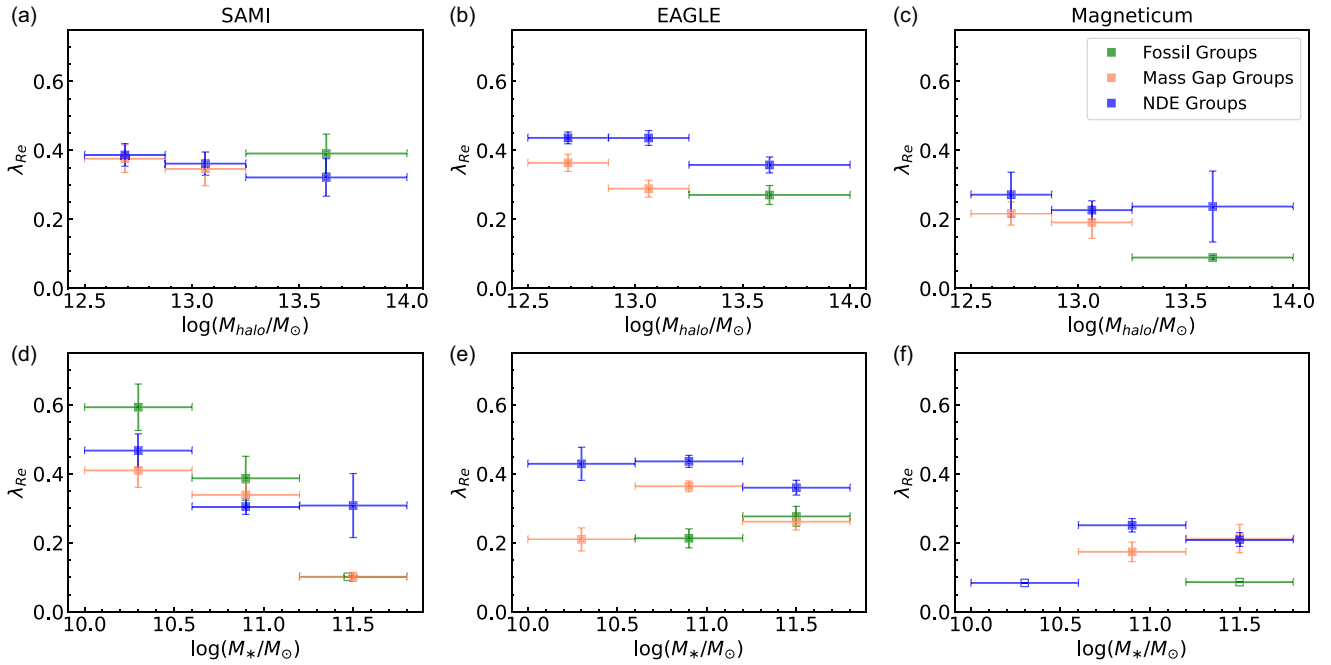 (a)
SAMI
(b)
EAGLE
(c)
Magneticum
Fossil Groups
Mass Gap Groups
NDE Groups
λRe
0.6
0.4
0.2
0.0
12.5 13.0 13.5 14.0
log(Mhalo/M⊙)
λRe
0.6
0.4
0.2
0.0
12.5 13.0 13.5 14.0
log(Mhalo/M⊙)
λRe
0.6
0.4
0.2
0.0
12.5 13.0 13.5 14.0
log(Mhalo/M⊙)
(d)
λRe
0.6
0.4
0.2
0.0
10.0 10.5 11.0 11.5
log(M∗/M⊙)
(e)
λRe
0.6
0.4
0.2
0.0
10.0 10.5 11.0 11.5
log(M∗/M⊙)
(f)
λRe
0.6
0.4
0.2
0.0
10.0 10.5 11.0 11.5
log(M∗/M⊙)